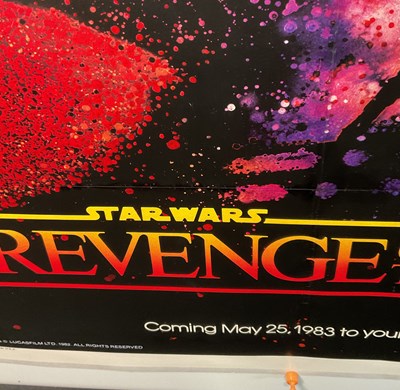 STAR WARS
REVENGE
Coming May 25, 1983 to your
© LUCASFILM LTD. 1982. ALL RIGHTS RESERVED